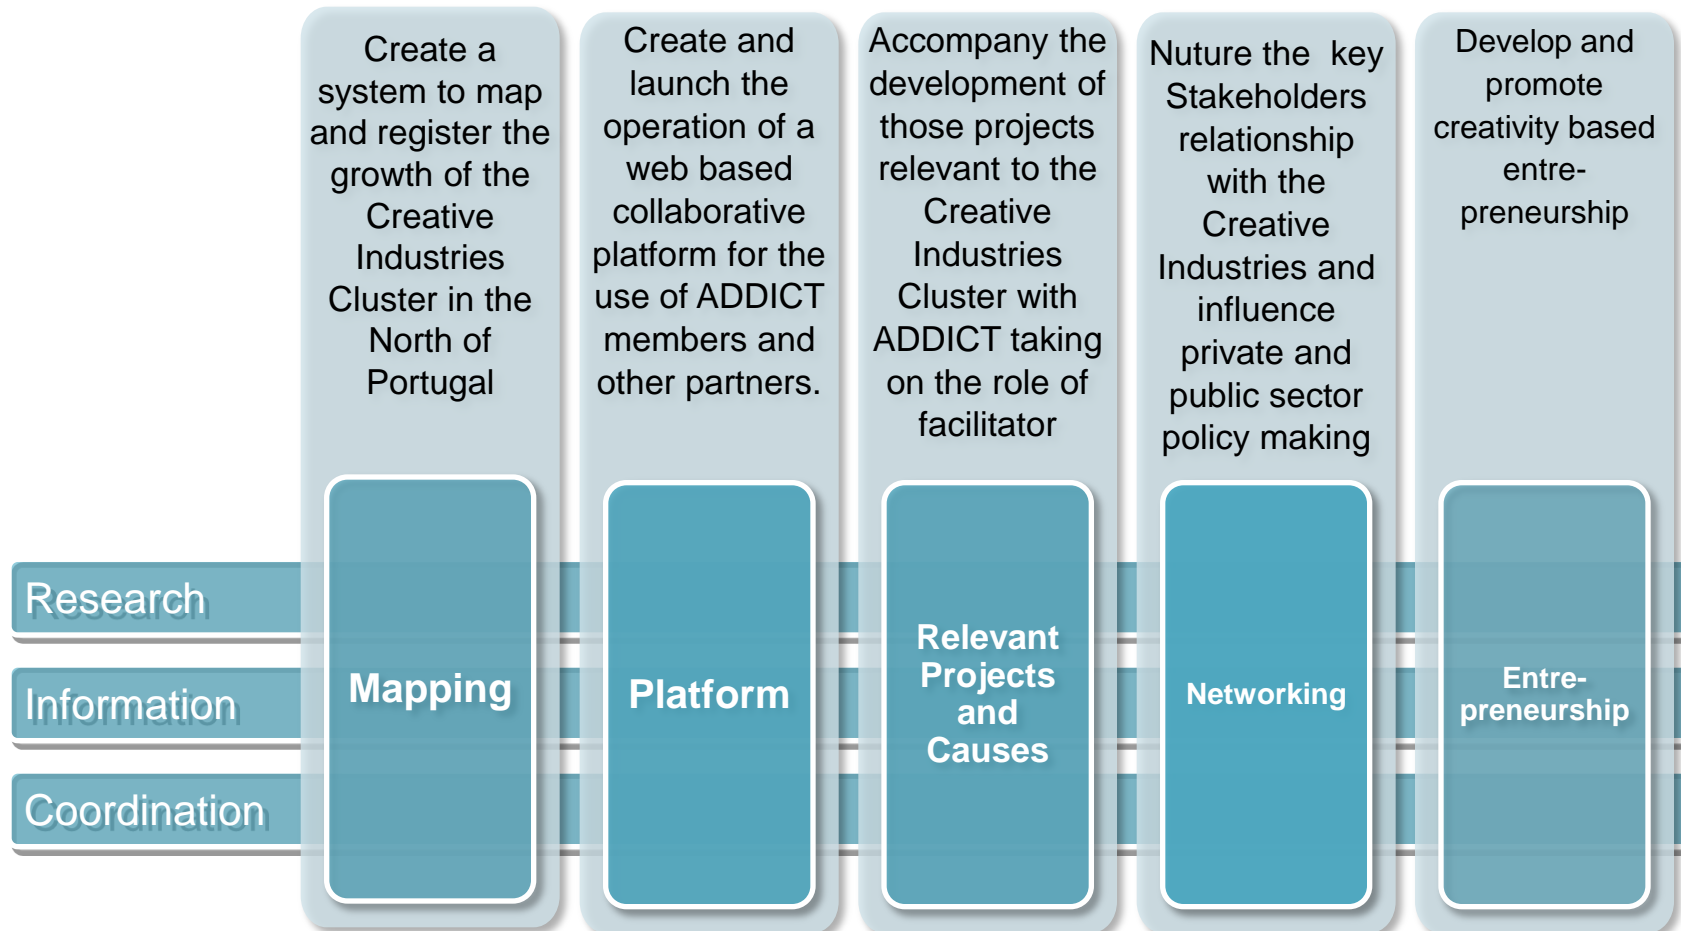 Create a
system to map
and register the
growth of the
Creative
Industries
Cluster in the
North of
Portugal
Create and
launch the
operation of a
web based
collaborative
platform for the
use of ADDICT
members and
other partners.
Accompany the
development of
those projects
relevant to the
Creative
Industries
Cluster with
ADDICT taking
on the role of
facilitator
Nuture the key
Stakeholders
relationship
with the
Creative
Industries and
influence
private and
public sector
policy making
Develop and
promote
creativity based
entre-
preneurship
Research
Information
Coordination
Mapping
Platform
Relevant
Projects
and
Causes
Networking
Entre-
preneurship